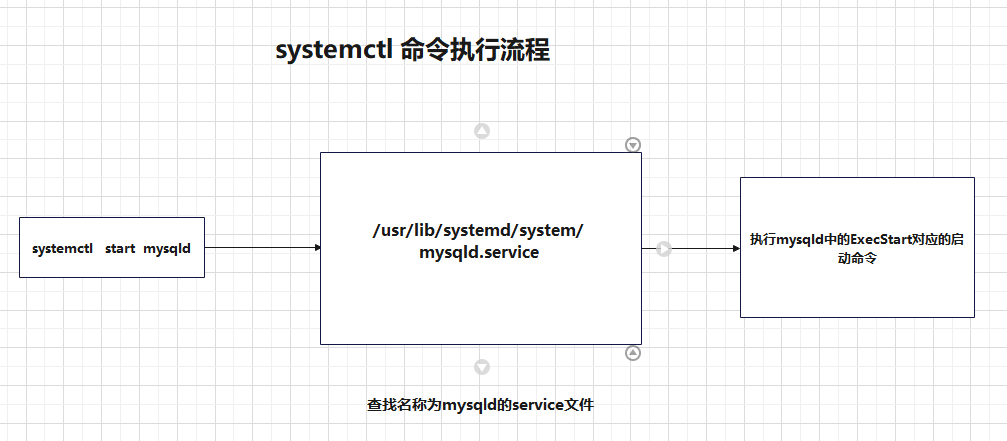 systemctl 命令执行流程
systemctl start mysqld
/usr/lib/systemd/system/
mysqld.service
执行mysqld中的ExecStart对应的启
动命令
查找名称为mysqld的service文件